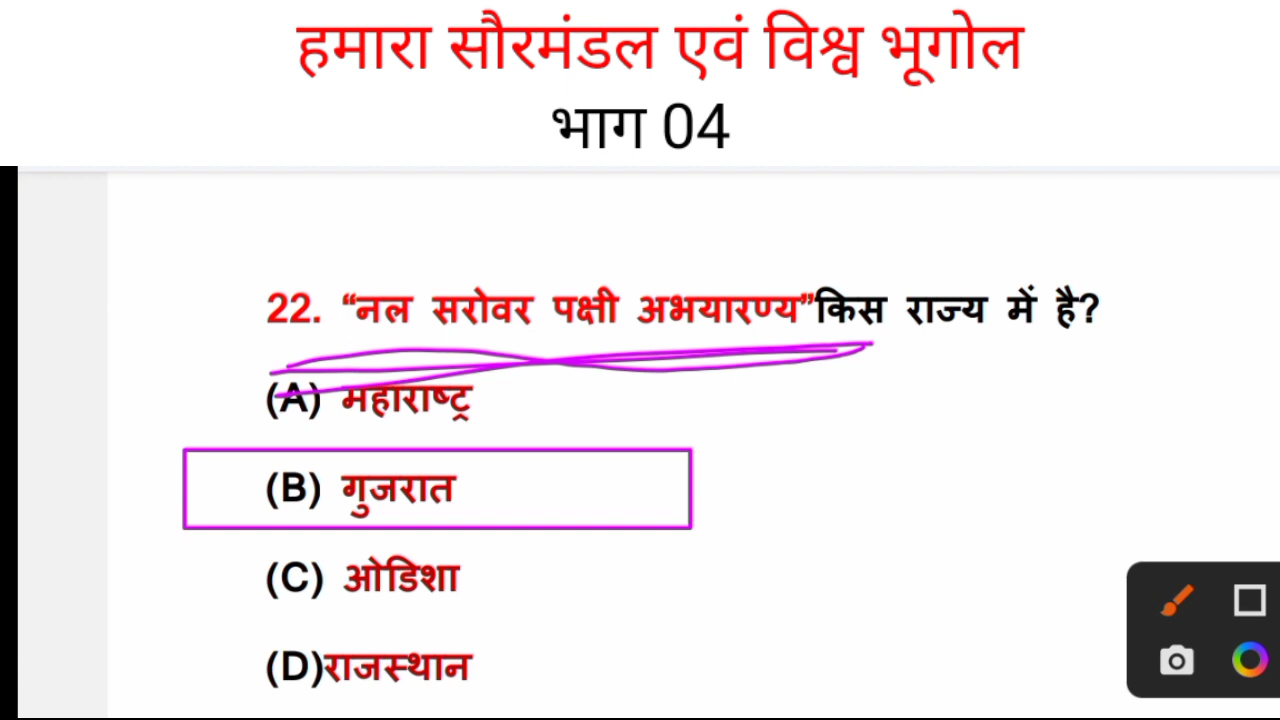 हमारा सौरमंडल एवं विश्व भूगोल
भाग 04
22. “नल सरोवर पक्षी अभयारण्य”किस राज्य में है?
(A) महाराष्ट्र
(B) गुजरात
(C) ओडिशा
(D)राजस्थान